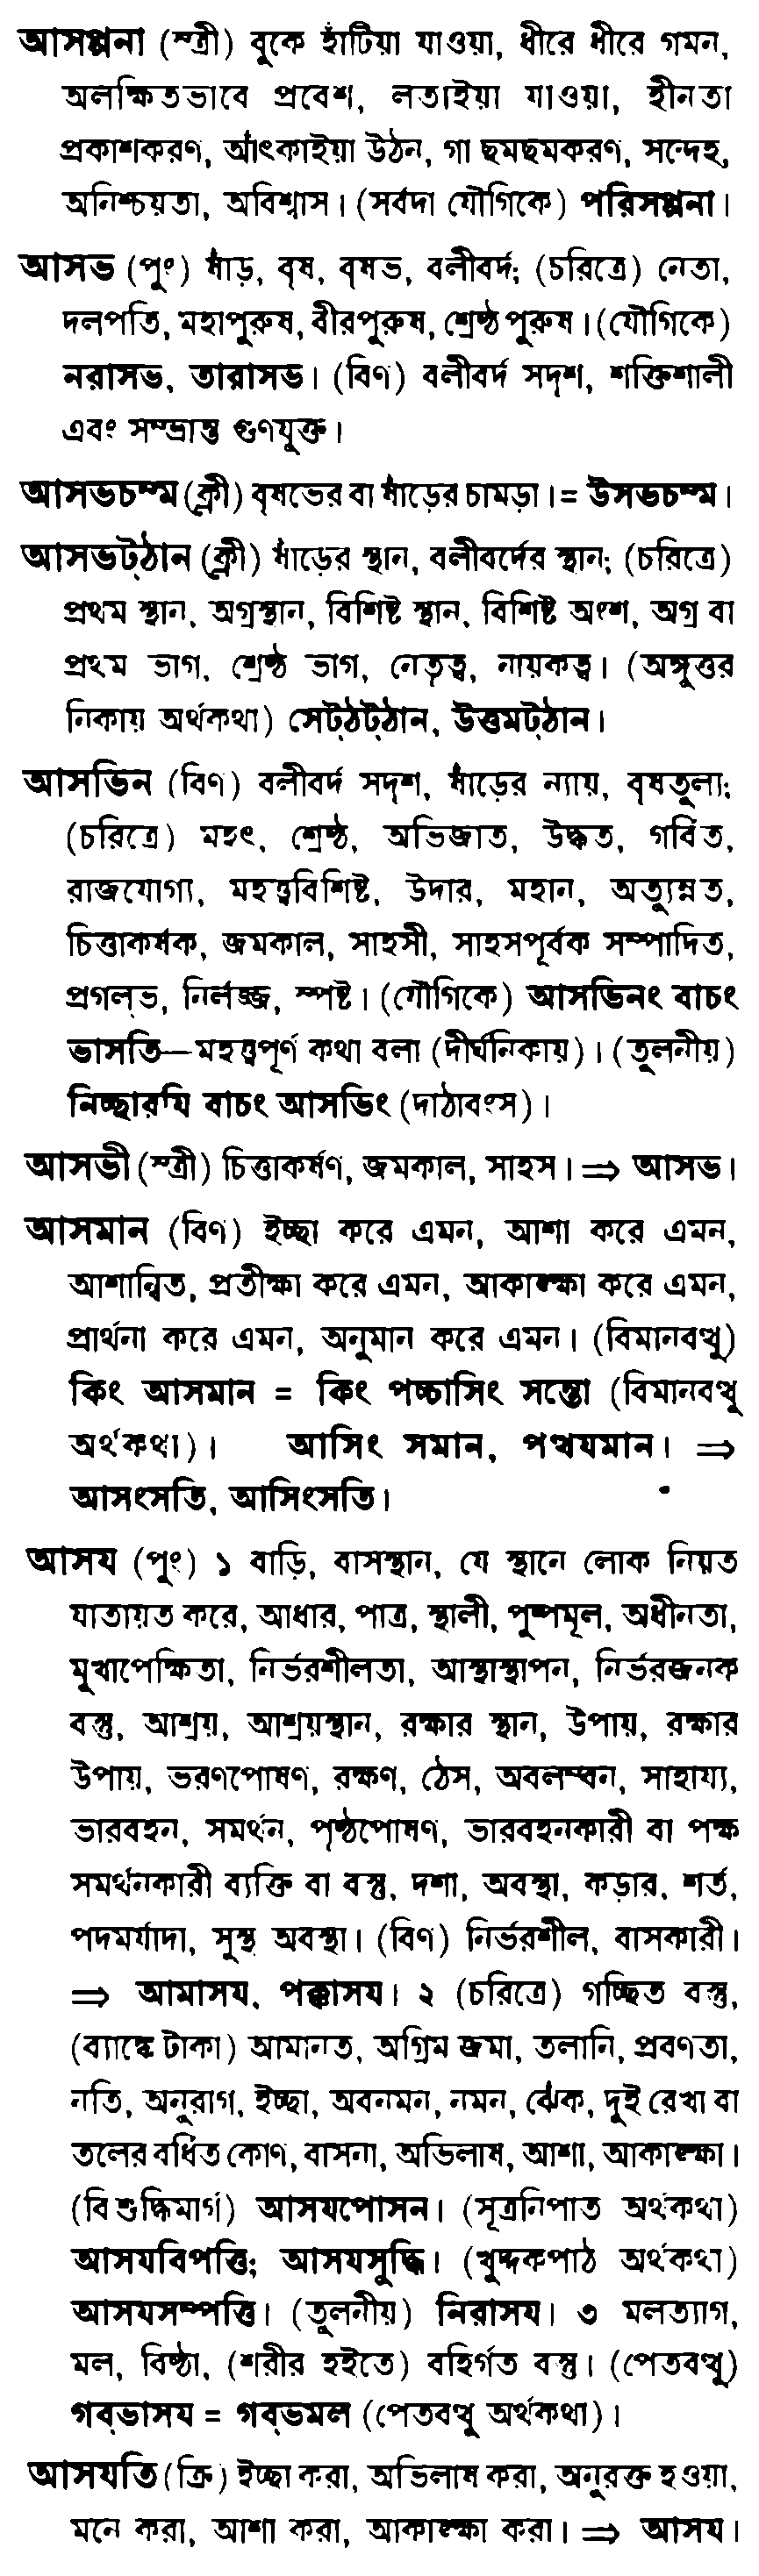 আসপ্পনা (স্ত্রী) বুকে হাঁটিয়া যাওয়া, ধীরে ধীরে গমন,
অলক্ষিতভাবে প্রবেশ, লতাইয়া যাওয়া, হীনতা
প্রকাশকরণ, আঁৎকাইয়া উঠন, গা ছমছমকরণ, সন্দেহ,
অনিশ্চয়তা, অবিশ্বাস। (সর্বদা যৌগিকে) পরিসপ্পনা।
আসভ (পুং) ষাঁড়, বৃষ, বৃষভ, বলীবর্দ; (চরিত্রে) নেতা,
দলপতি, মহাপুরুষ, বীরপুরুষ, শ্রেষ্ঠ পুরুষ। (যৌগিকে)
নরাসভ, তারাসভ। (বিণ) বলীবর্দ সদৃশ, শক্তিশালী
এবং সম্ভ্রান্ত গুণযুক্ত।
আসভচম্ম (ক্লী) বৃষভের বা ষাঁড়ের চামড়া। = উসভচম্ম।
আসভট্ঠান (ক্লী) ষাঁড়ের স্থান, বলীবর্দের স্থান; (চরিত্রে)
প্রথম স্থান, অগ্রস্থান, বিশিষ্ট স্থান, বিশিষ্ট অংশ, অগ্র বা
প্রথম ভাগ, শ্রেষ্ঠ ভাগ, নেতৃত্ব, নায়কত্ব। (অঙ্গুত্তর
নিকায় অর্থকথা) সেট্ঠট্ঠান, উত্তমট্ঠান।
আসভিন (বিণ) বলীবর্দ সদৃশ, ষাঁড়ের ন্যায়, বৃষতুল্য;
(চরিত্রে) মহৎ, শ্রেষ্ঠ, অভিজাত, উদ্ধত, গর্বিত,
রাজযোগ্য, মহত্ত্ববিশিষ্ট, উদার, মহান, অত্যুন্নত,
চিত্তাকর্ষক, জমকাল, সাহসী, সাহসপূর্বক সম্পাদিত,
প্রগল্‌ভ, নির্লজ্জ, স্পষ্ট। (যৌগিকে) আসভিনং বাচং
ভাসতি—মহত্ত্বপূর্ণ কথা বলা (দীর্ঘনিকায়)। (তুলনীয়)
নিচ্ছারযি বাচং আসভিং (দাঠাবংস)।
আসভী (স্ত্রী) চিত্তাকর্ষণ, জমকাল, সাহস। ⇒ আসভ।
আসমান (বিণ) ইচ্ছা করে এমন, আশা করে এমন,
আশান্বিত, প্রতীক্ষা করে এমন, আকাঙ্ক্ষা করে এমন,
প্রার্থনা করে এমন, অনুমান করে এমন। (বিমানবত্থু)
কিং আসমান = কিং পচ্চাসিং সন্তো (বিমানবত্থু
অর্থকথা)। আসিং সমান, পত্থযমান। ⇒
আসংসতি, আসিংসতি।
আসয (পুং) ১ বাড়ি, বাসস্থান, যে স্থানে লোক নিয়ত
যাতায়ত করে, আধার, পাত্র, স্থালী, পুষ্পমূল, অধীনতা,
মুখাপেক্ষিতা, নির্ভরশীলতা, আস্থাস্থাপন, নির্ভরজনক
বস্তু, আশ্রয়, আশ্রয়স্থান, রক্ষার স্থান, উপায়, রক্ষার
উপায়, ভরণপোষণ, রক্ষণ, ঠেস, অবলম্বন, সাহায্য,
ভারবহন, সমর্থন, পৃষ্ঠপোষণ, ভারবহনকারী বা পক্ষ
সমর্থনকারী ব্যক্তি বা বস্তু, দশা, অবস্থা, কড়ার, শর্ত,
পদমর্যাদা, সুস্থ অবস্থা। (বিণ) নির্ভরশীল, বাসকারী।
⇒ আমাসয, পক্কাসয। ২ (চরিত্রে) গচ্ছিত বস্তু,
(ব্যাঙ্কে টাকা) আমানত, অগ্রিম জমা, তলানি, প্রবণতা,
নতি, অনুরাগ, ইচ্ছা, অবনমন, নমন, ঝোঁক, দুই রেখা বা
তলের বর্ধিত কোণ, বাসনা, অভিলাষ, আশা, আকাঙ্ক্ষা।
(বিশুদ্ধিমার্গ) আসযপোসন। (সূত্রনিপাত অর্থকথা)
আসযবিপত্তি; আসযসুদ্ধি। (খুদ্দকপাঠ অর্থকথা)
আসযসম্পত্তি। (তুলনীয়) নিরাসয। ৩ মলত্যাগ,
মল, বিষ্ঠা, (শরীর হইতে) বহির্গত বস্তু। (পেতবত্থু)
গব্‌ভাসয = গব্‌ভমল (পেতবত্থু অর্থকথা)।
আসযতি (ক্রি) ইচ্ছা করা, অভিলাষ করা, অনুরক্ত হওয়া,
মনে করা, আশা করা, আকাঙ্ক্ষা করা। ⇒ আসয।